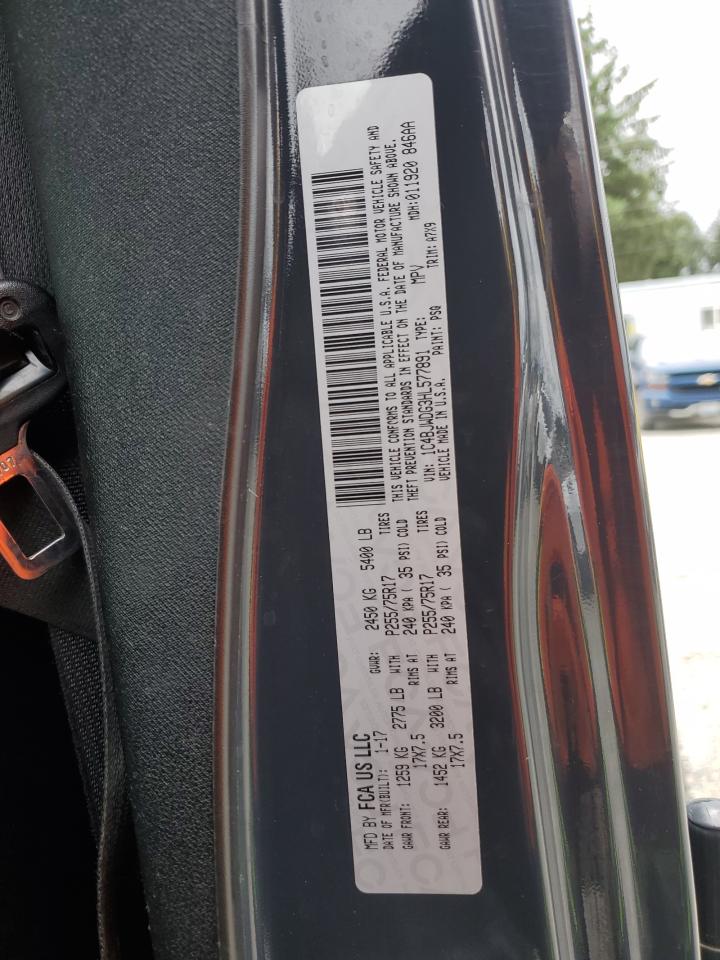 MFD BY FCA US LLC
DATE OF MFR(BUILT): 1-17 GVWR: 2450 KG 5400 LB
GAWR FRONT: 1259 KG 2775 LB WITH P255/75R17 TIRES
17X7.5 RIMS AT 240 KPA ( 35 PSI) COLD
GAWR REAR: 1452 KG 3200 LB WITH P255/75R17 TIRES
17X7.5 RIMS AT 240 KPA ( 35 PSI) COLD
THIS VEHICLE CONFORMS TO ALL APPLICABLE U.S.A. FEDERAL MOTOR VEHICLE SAFETY AND
THEFT PREVENTION STANDARDS IN EFFECT ON THE DATE OF MANUFACTURE SHOWN ABOVE.
VIN: 1C4BJWDG3HL577891 TYPE: MPV MDH:011920 846AA
VEHICLE MADE IN U.S.A. PAINT: PSQ TRIM: A7X9